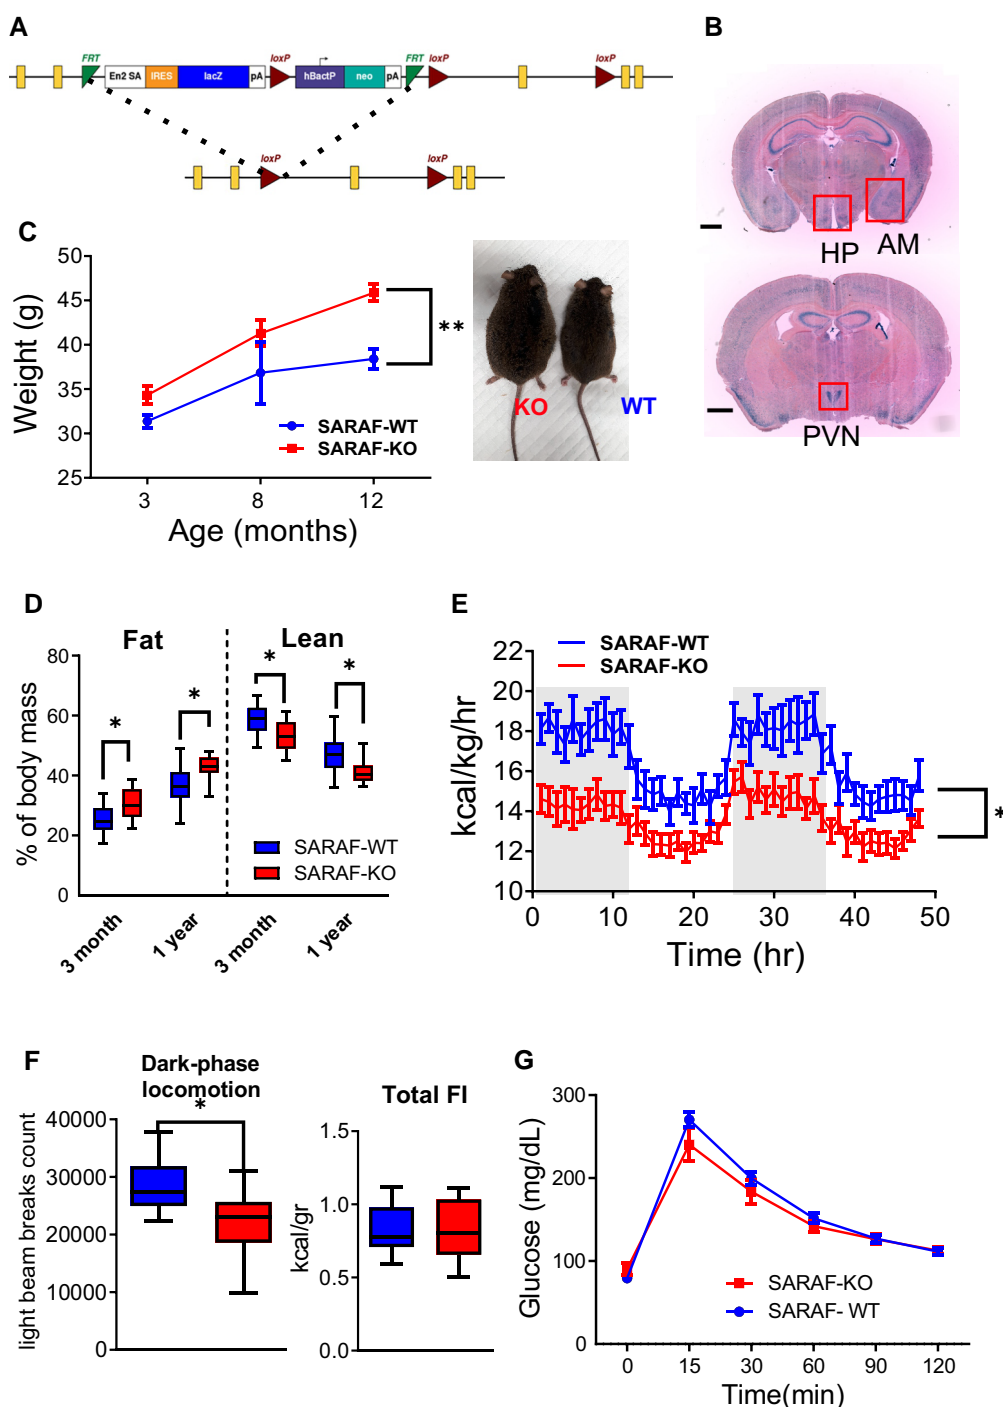 A
FRT
loxP
FRT
loxP
loxP
En2 SA
IRES
lacZ
pA
hBactP
neo
pA
loxP
loxP
B
HP
AM
PVN
C
Weight (g)
50
45
40
35
30
25
3
8
12
Age (months)
SARAF-WT
SARAF-KO
**
KO
WT
D
Fat
Lean
% of body mass
80
60
40
20
0
*
*
*
*
SARAF-WT
SARAF-KO
3 month
1 year
3 month
1 year
E
SARAF-WT
SARAF-KO
kcal/kg/hr
22
20
18
16
14
12
10
0
10
20
30
40
50
Time (hr)
*
F
Dark-phase
locomotion
*
light beam breaks count
40000
30000
20000
10000
0
Total FI
kcal/gr
1.5
1.0
0.5
0.0
G
Glucose (mg/dL)
300
200
100
0
0
15
30
60
90
120
Time(min)
SARAF-KO
SARAF- WT